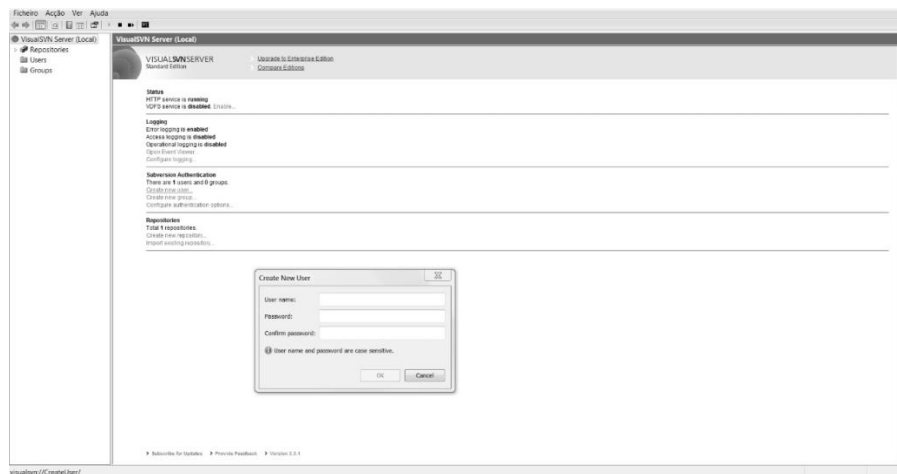 Ficheiro Acção Ver Ajuda
VisualSVN Server (Local)
Repositories
Users
Groups
VisualSVN Server (Local)
VISUALSVNSERVER
Standard Edition
Upgrade to Enterprise Edition
Compare Editions
Status
HTTP service is running
VDFS service is disabled. Enable...
Logging
Error logging is enabled
Access logging is disabled
Operational logging is disabled
Open Event Viewer
Configure logging...
Subversion Authentication
There are 1 users and 0 groups.
Create new user...
Create new group...
Configure authentication options...
Repositories
Total 1 repositories.
Create new repository...
Import existing repository...
Create New User
User name:
Password:
Confirm password:
User name and password are case sensitive.
OK Cancel
Subscribe for Updates Provide Feedback Version 3.3.1
visualsvn://CreateUser/